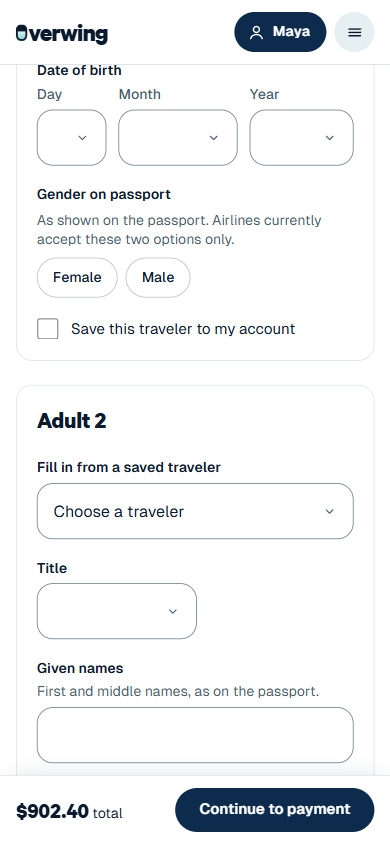 Overwing
Maya
Date of birth
Day Month Year
Gender on passport
As shown on the passport. Airlines currently
accept these two options only.
Female Male
Save this traveler to my account
Adult 2
Fill in from a saved traveler
Choose a traveler
Title
Given names
First and middle names, as on the passport.
$902.40 total
Continue to payment